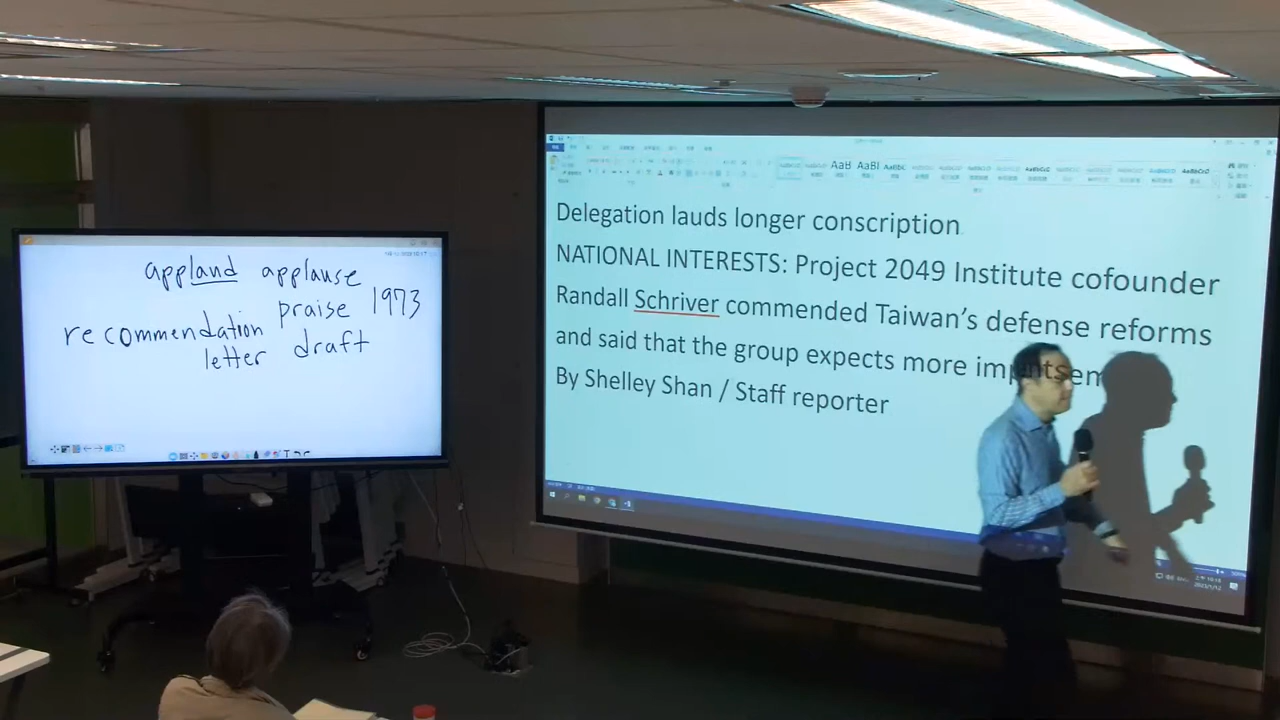 appland applause
praise 1973
recommendation
letter draft
Delegation lauds longer conscription
NATIONAL INTERESTS: Project 2049 Institute cofounder
Randall Schriver commended Taiwan's defense reforms
and said that the group expects more
By Shelley Shan / Staff reporter